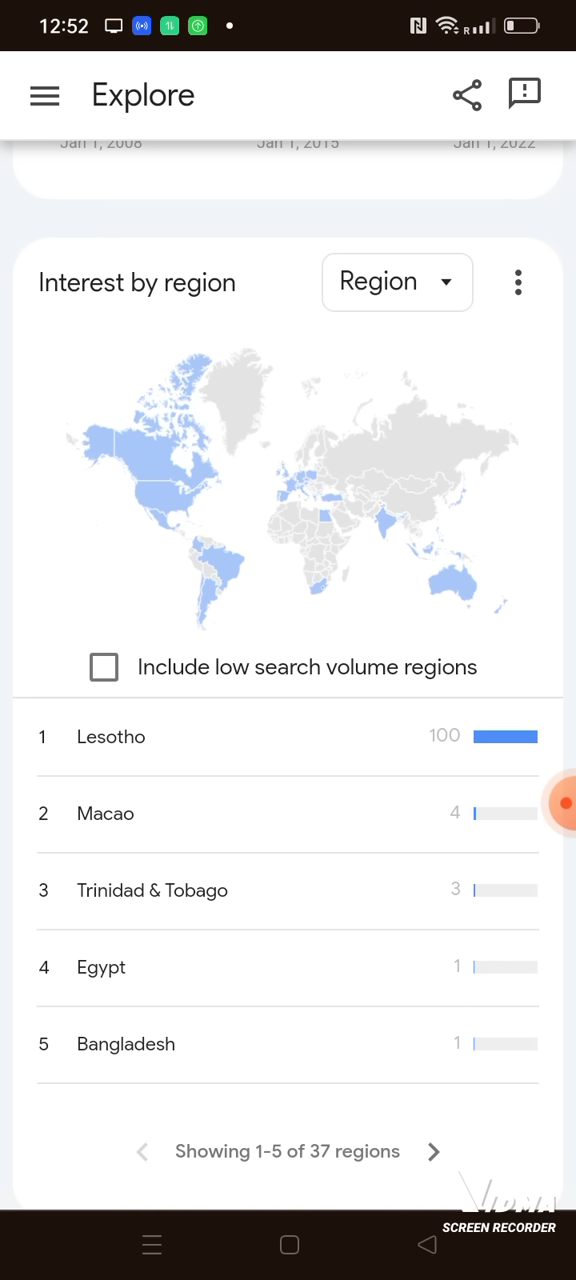 12:52
Explore
Jan 1, 2008 Jan 1, 2015 Jan 1, 2022
Interest by region
Region
Include low search volume regions
1 Lesotho 100
2 Macao 4
3 Trinidad & Tobago 3
4 Egypt 1
5 Bangladesh 1
Showing 1-5 of 37 regions
VIDMA
SCREEN RECORDER